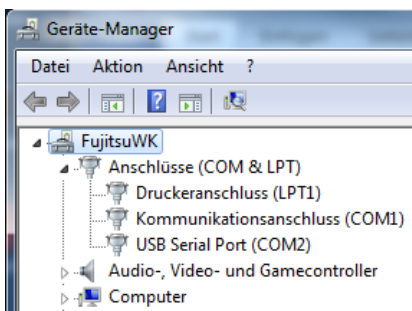 Geräte-Manager
Datei Aktion Ansicht ?
FujitsuWK
Anschlüsse (COM & LPT)
Druckeranschluss (LPT1)
Kommunikationsanschluss (COM1)
USB Serial Port (COM2)
Audio-, Video- und Gamecontroller
Computer